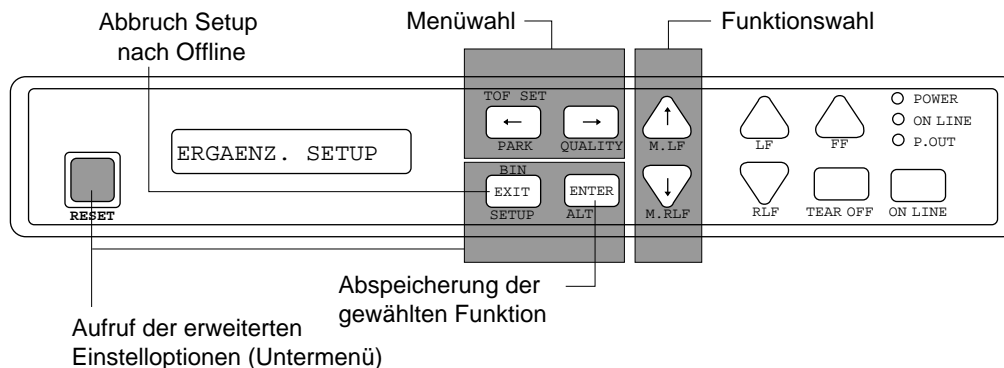 Abbruch Setup
nach Offline
Menüwahl
Funktionswahl
TOF SET
← →
PARK QUALITY
↑
M.LF
LF
FF
POWER
ON LINE
P.OUT
ERGAENZ. SETUP
RESET
BIN
EXIT ENTER
SETUP ALT
↓
M.RLF
RLF
TEAR OFF
ON LINE
Abspeicherung der
gewählten Funktion
Aufruf der erweiterten
Einstelloptionen (Untermenü)